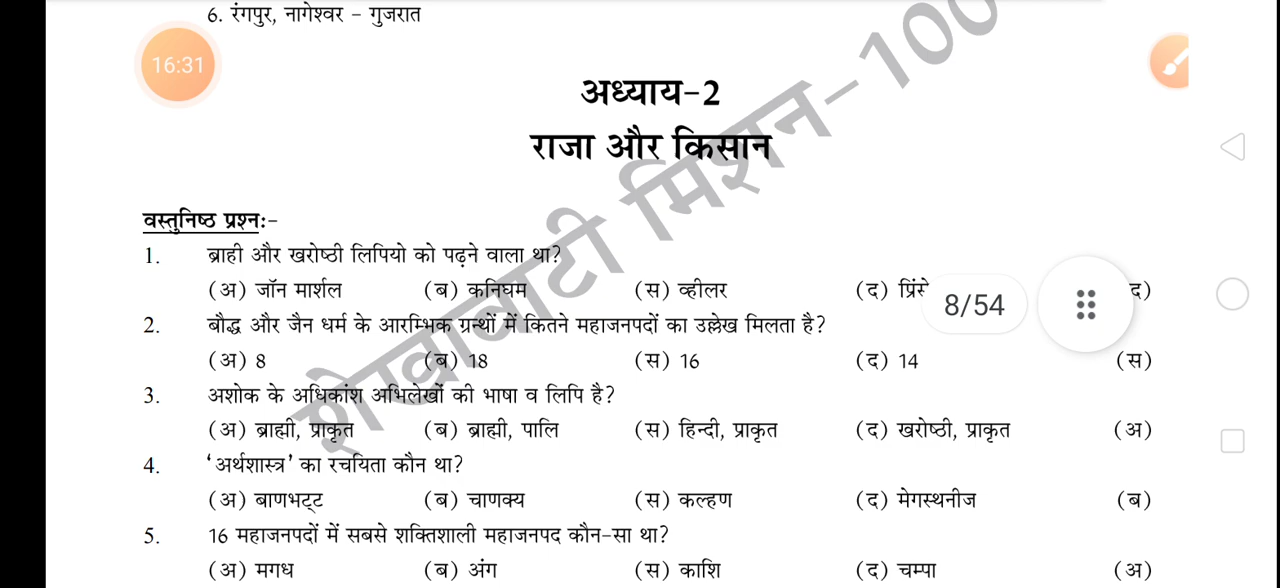 6. रंगपुर, नागेश्वर - गुजरात
16:31
अध्याय-2
राजा और किसान
शेखावाटी मिशन-100
वस्तुनिष्ठ प्रश्नः-
1. ब्राही और खरोष्ठी लिपियो को पढ़ने वाला था?
(अ) जॉन मार्शल (ब) कनिघम (स) व्हीलर (द) प्रिंसे द)
8/54
2. बौद्ध और जैन धर्म के आरम्भिक ग्रन्थों में कितने महाजनपदों का उल्लेख मिलता है?
(अ) 8 (ब) 18 (स) 16 (द) 14 (स)
3. अशोक के अधिकांश अभिलेखों की भाषा व लिपि है?
(अ) ब्राह्मी, प्राकृत (ब) ब्राह्मी, पालि (स) हिन्दी, प्राकृत (द) खरोष्ठी, प्राकृत (अ)
4. 'अर्थशास्त्र' का रचयिता कौन था?
(अ) बाणभट्ट (ब) चाणक्य (स) कल्हण (द) मेगस्थनीज (ब)
5. 16 महाजनपदों में सबसे शक्तिशाली महाजनपद कौन-सा था?
(अ) मगध (ब) अंग (स) काशि (द) चम्पा (अ)